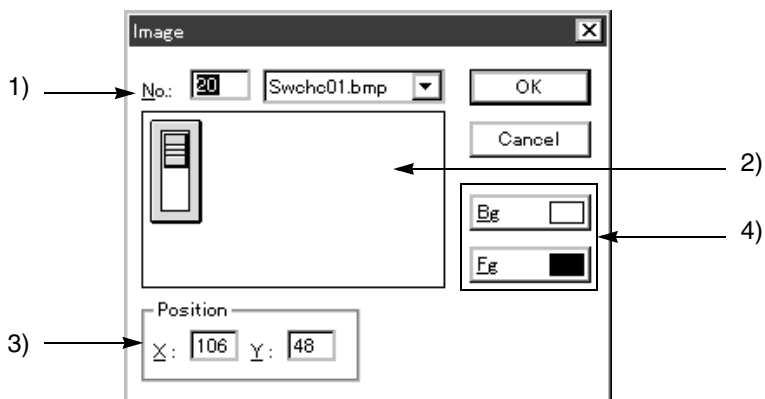 Image
1)
No.: 20 Swchc01.bmp OK
Cancel
2)
Bg
4)
Fg
Position
3)
X: 106 Y: 48